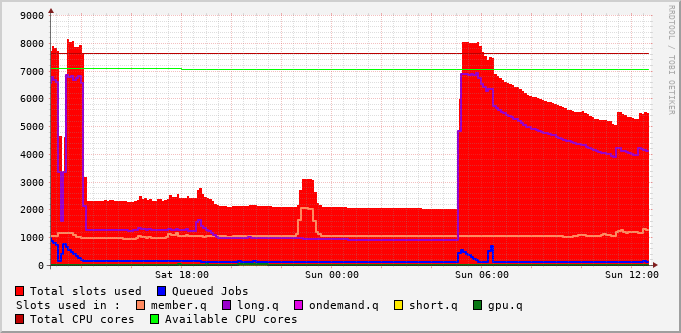 RRDTOOL / TOBI OETIKER
9000
8000
7000
6000
5000
4000
3000
2000
1000
0
Sat 18:00 Sun 00:00 Sun 06:00 Sun 12:00
Total slots used Queued Jobs
Slots used in : member.q long.q ondemand.q short.q gpu.q
Total CPU cores Available CPU cores